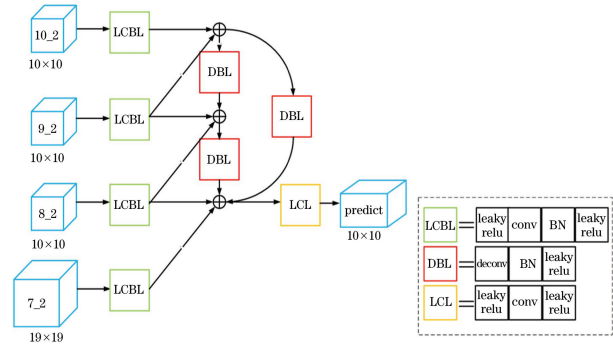 10_2
LCBL
10×10
DBL
9_2
LCBL
DBL
10×10
DBL
8_2
LCBL
LCL
predict
10×10
10×10
7_2
LCBL
19×19
LCBL = leaky relu conv BN leaky relu
DBL = deconv BN leaky relu
LCL = leaky relu conv leaky relu